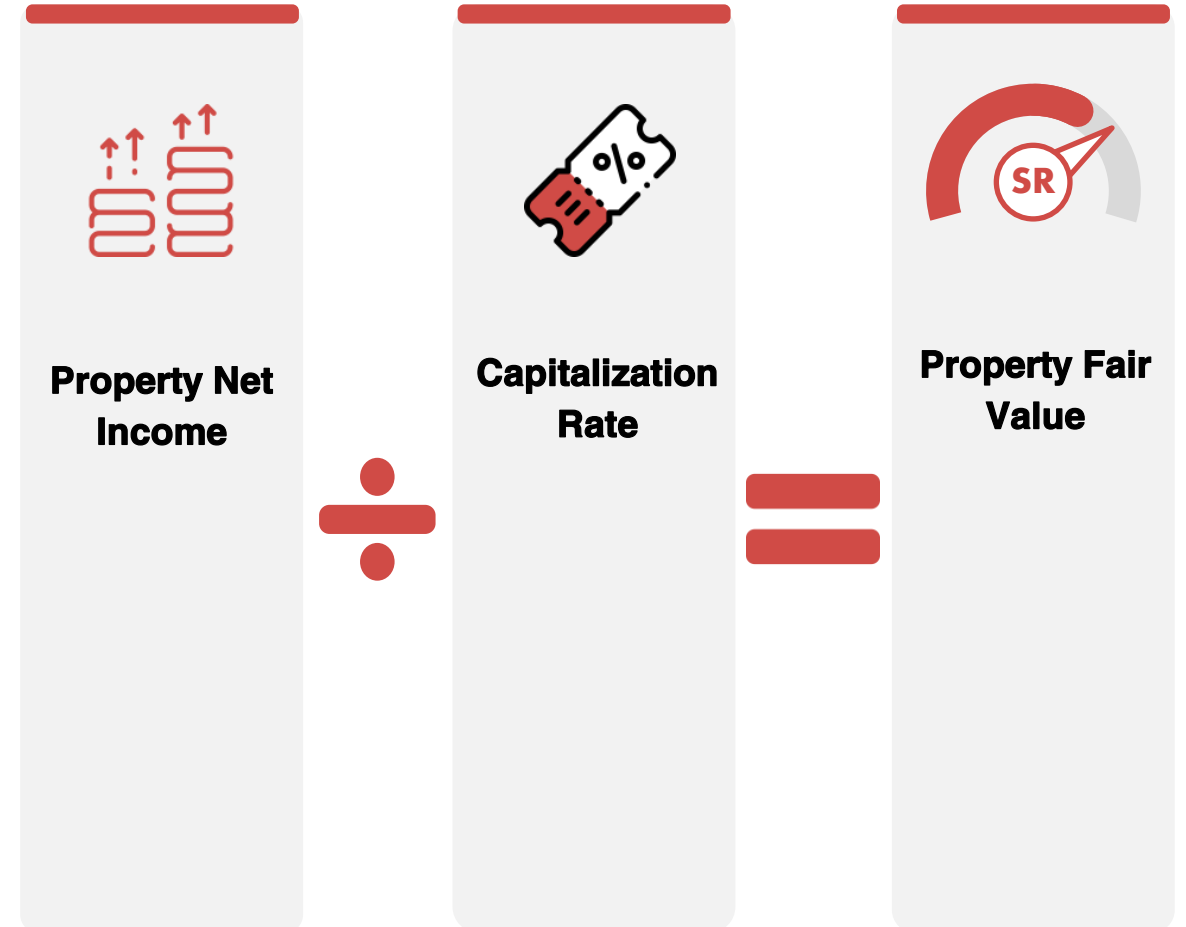 %
SR
Property Net
Income
Capitalization
Rate
Property Fair
Value